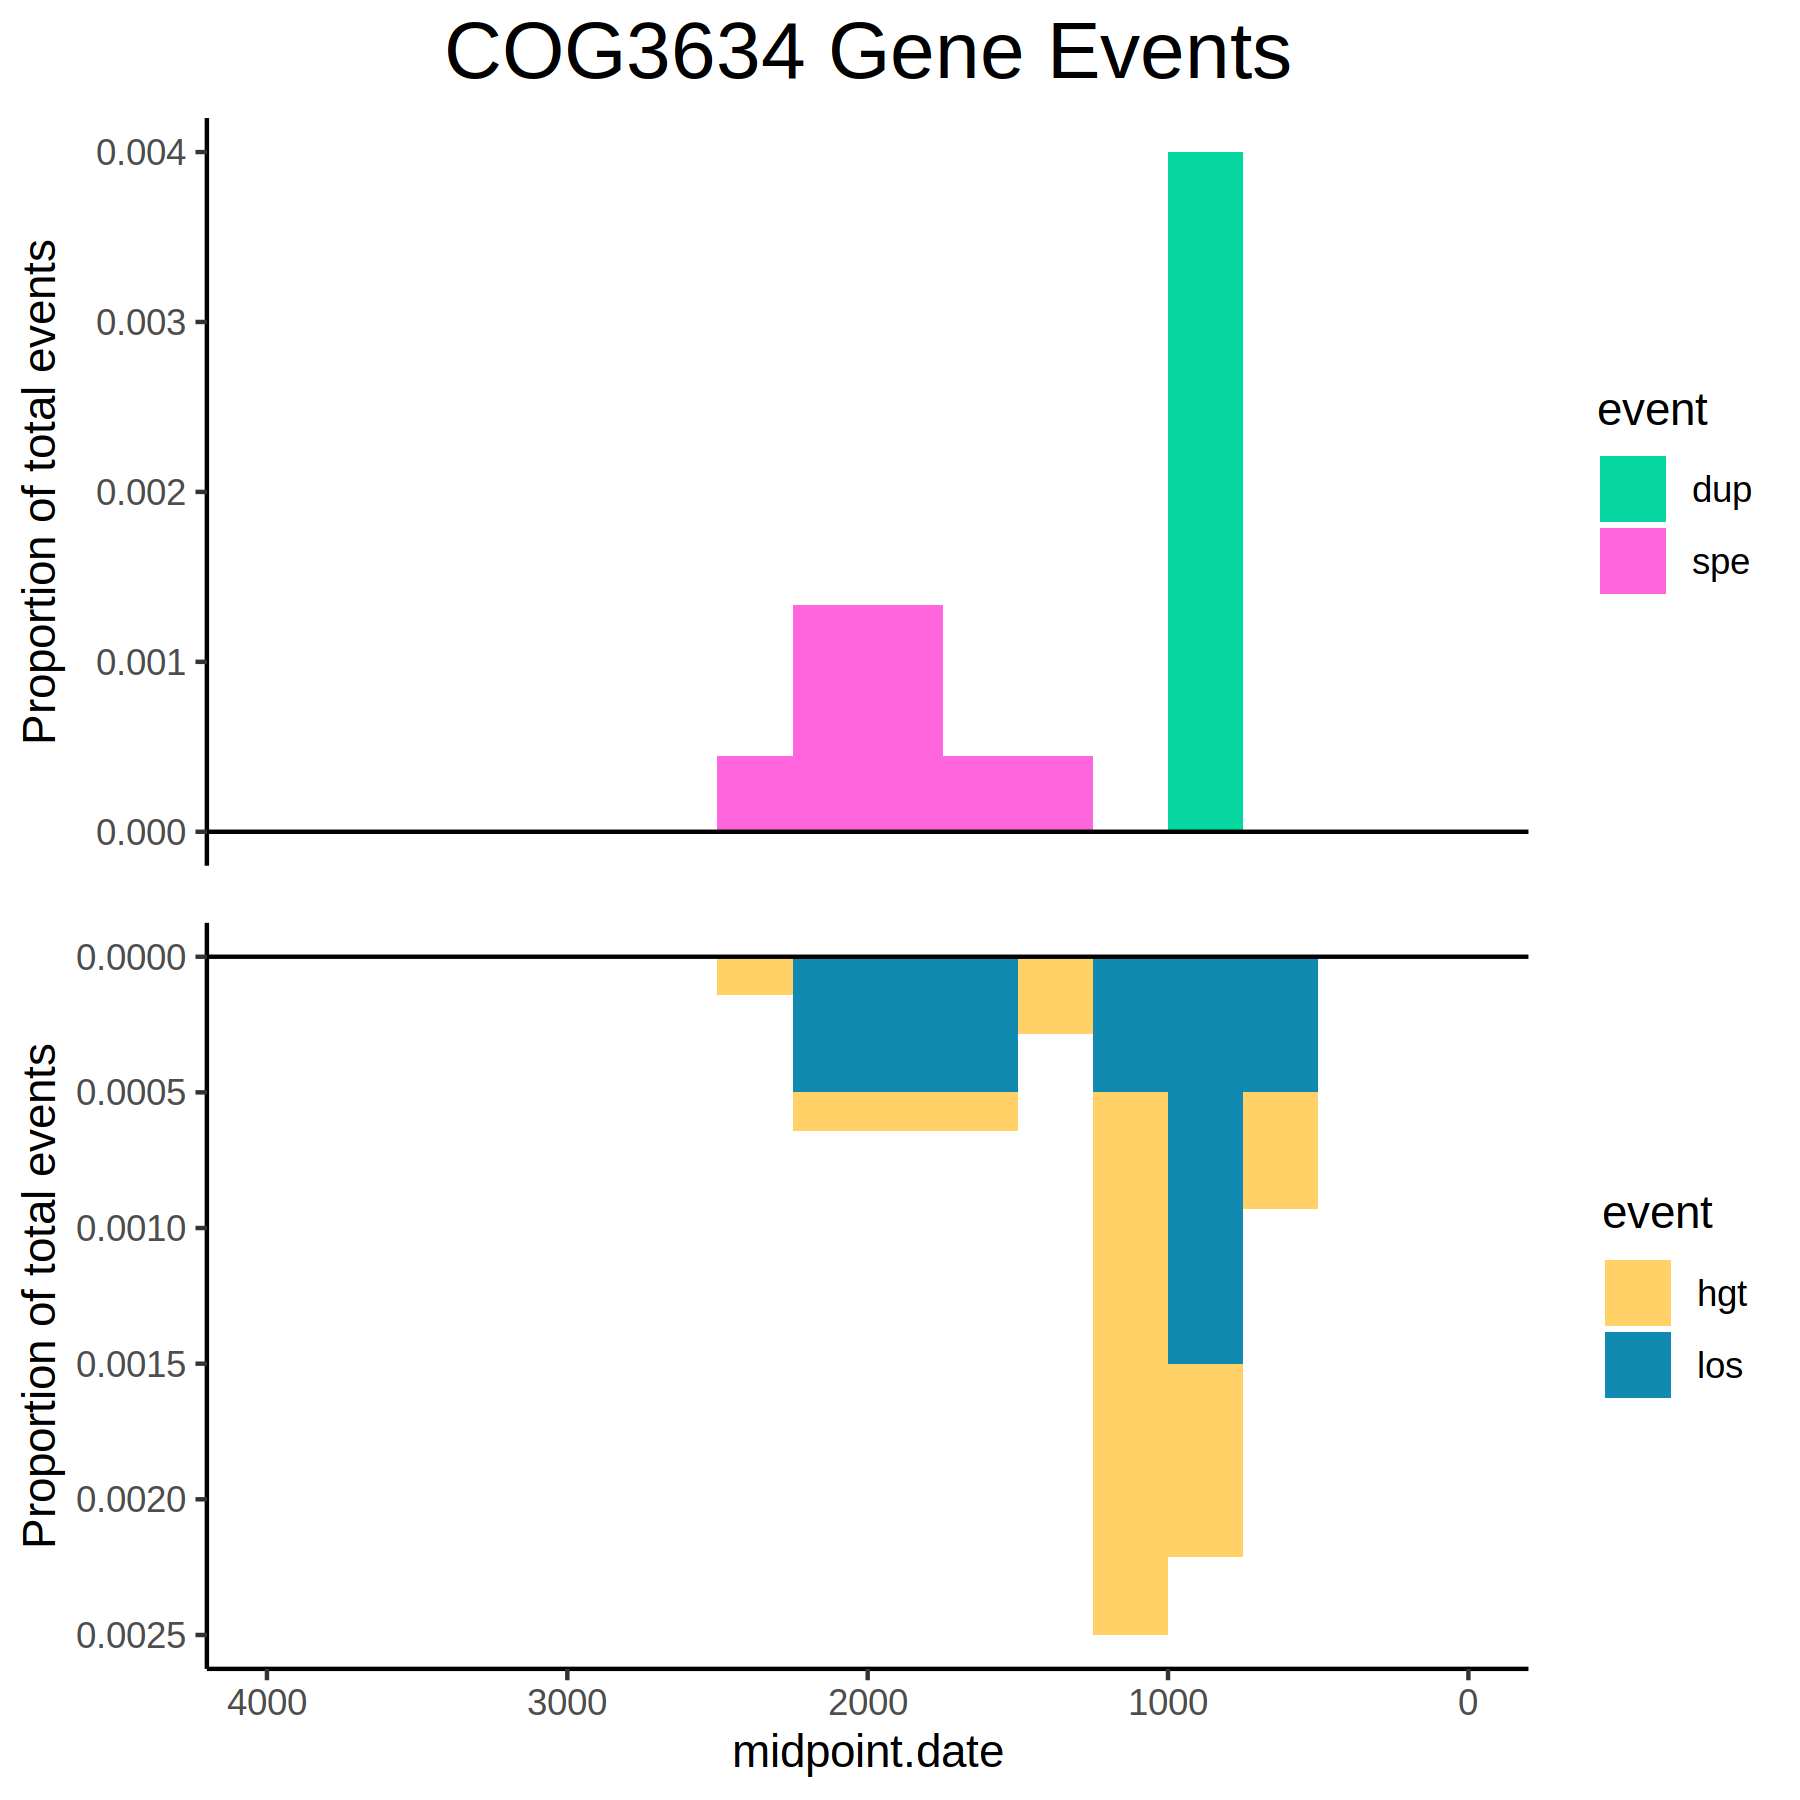 COG3634 Gene Events
Proportion of total events
0.004
0.003
0.002
0.001
0.000
event
dup
spe
Proportion of total events
0.0000
0.0005
0.0010
0.0015
0.0020
0.0025
event
hgt
los
4000 3000 2000 1000 0
midpoint.date